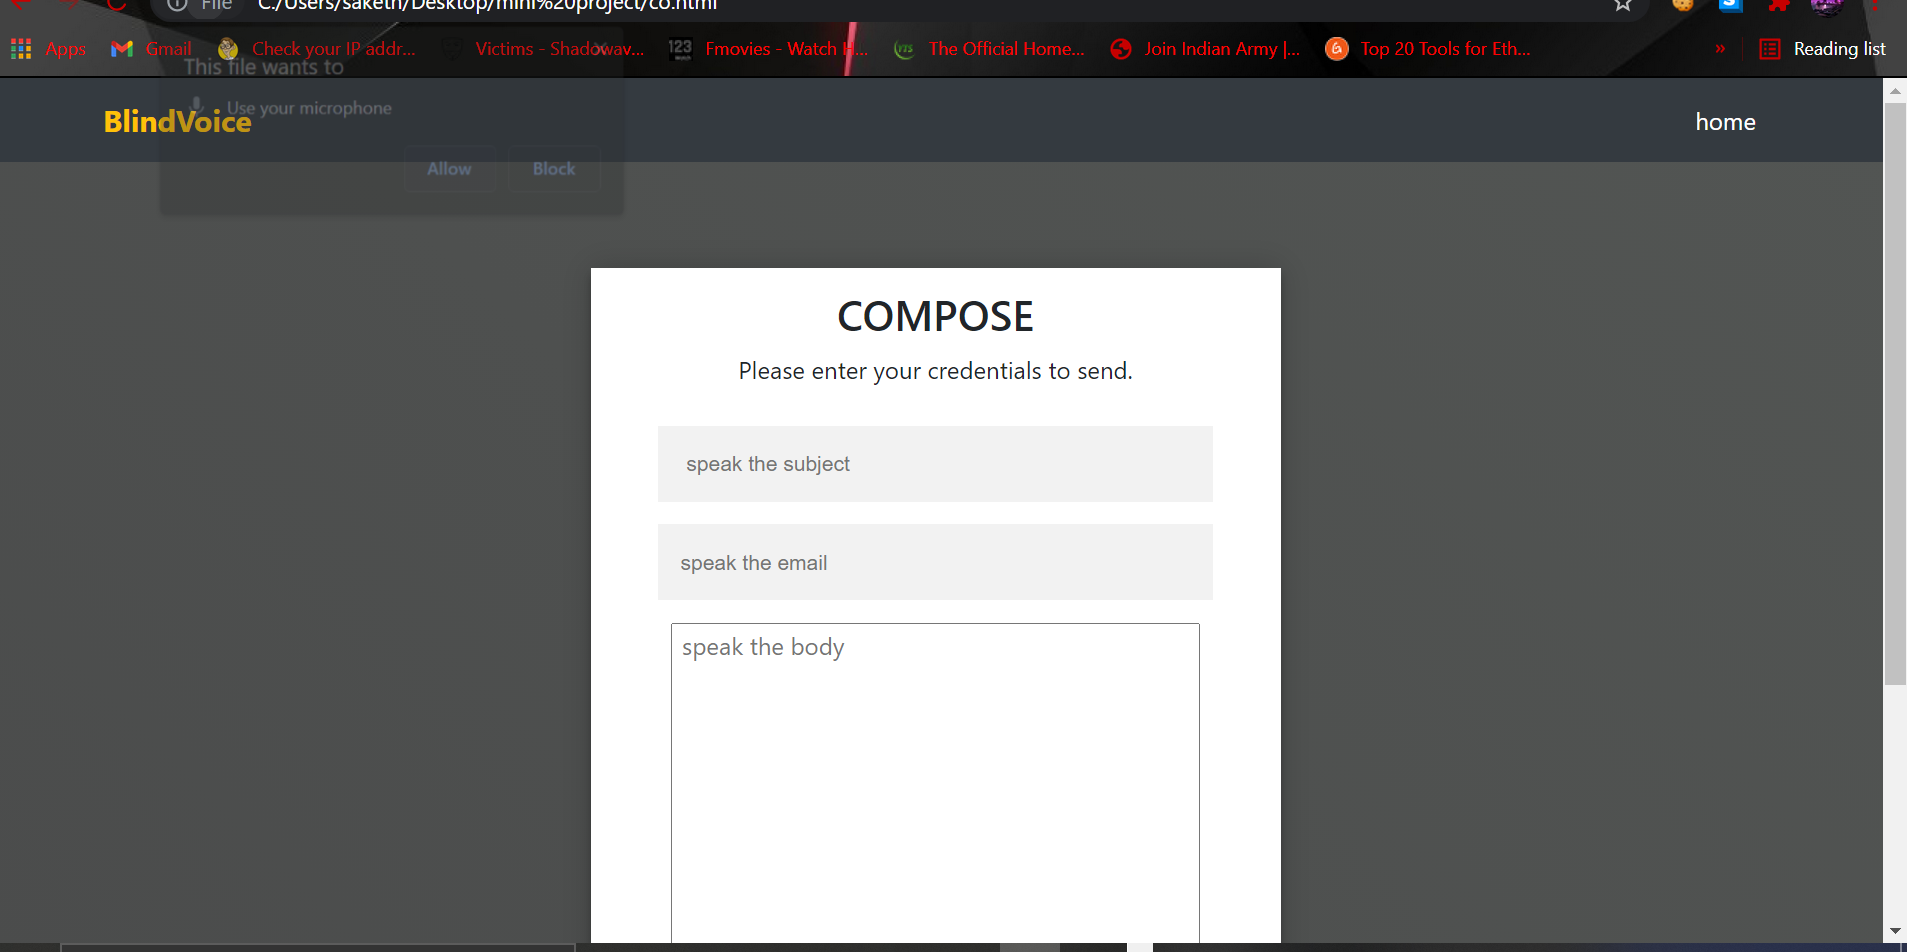 File C:/Users/saketh/Desktop/mini%20project/co.html
Apps Gmail Check your IP addr... Victims - Shadowav... Fmovies - Watch H... The Official Home... Join Indian Army |... Top 20 Tools for Eth... » Reading list
This file wants to
Use your microphone
BlindVoice home
Allow Block
COMPOSE
Please enter your credentials to send.
speak the subject
speak the email
speak the body